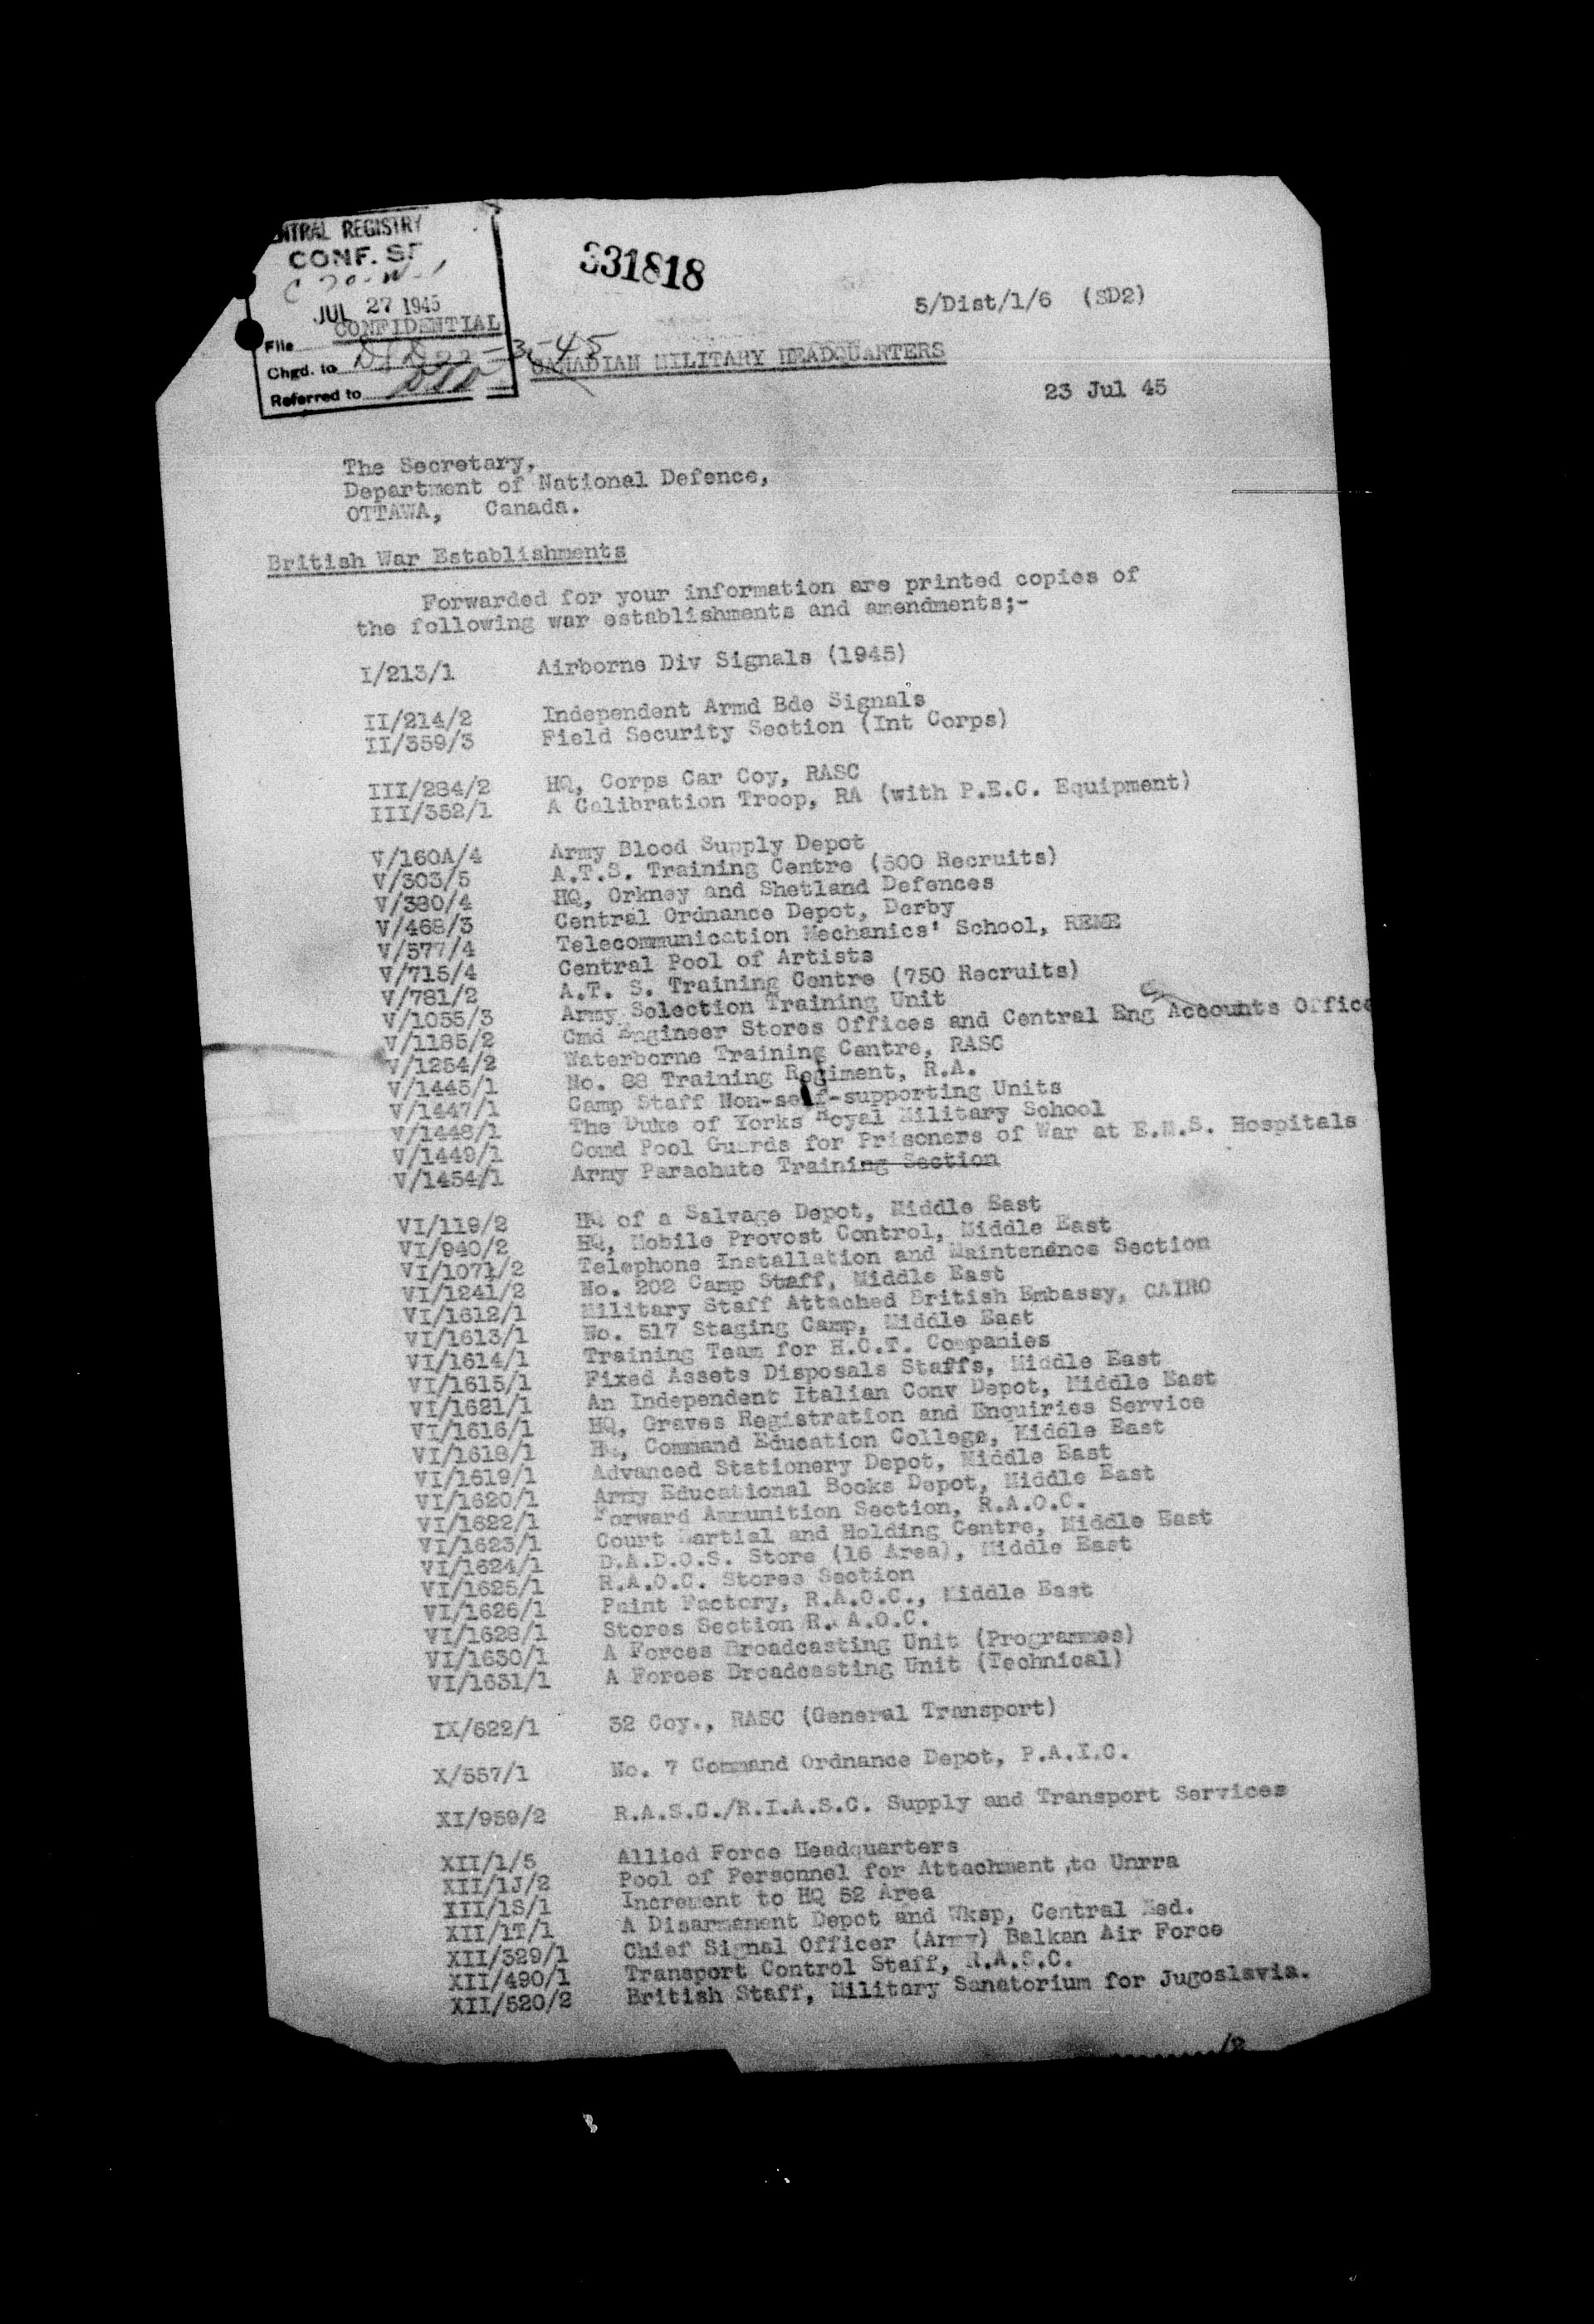 CENTRAL REGISTRY
CONF. SE
JUL 27 1945
CONFIDENTIAL
File
Chgd. to
Referred to
331818
5/Dist/1/6 (SD2)
CANADIAN MILITARY HEADQUARTERS
23 Jul 45
The Secretary,
Department of National Defence,
OTTAWA, Canada.
British War Establishments
Forwarded for your information are printed copies of
the following war establishments and amendments;-
I/213/1 Airborne Div Signals (1945)
II/214/2 Independent Armd Bde Signals
II/359/3 Field Security Section (Int Corps)
III/284/2 HQ, Corps Car Coy, RASC
III/352/1 A Calibration Troop, RA (with P.E.C. Equipment)
V/160A/4 Army Blood Supply Depot
V/303/5 A.T.S. Training Centre (500 Recruits)
V/380/4 HQ, Orkney and Shetland Defences
V/468/3 Central Ordnance Depot, Derby
V/577/4 Telecommunication Mechanics' School, REME
V/715/4 Central Pool of Artists
V/781/2 A.T. S. Training Centre (750 Recruits)
V/1055/3 Army Selection Training Unit
V/1185/2 Cmd Engineer Stores Offices and Central Eng Accounts Office
V/1254/2 Waterborne Training Centre, RASC
V/1445/1 No. 88 Training Regiment, R.A.
V/1447/1 Camp Staff Non-self-supporting Units
V/1448/1 The Duke of Yorks Royal Military School
V/1449/1 Comd Pool Guards for Prisoners of War at E.M.S. Hospitals
V/1454/1 Army Parachute Training Section
VI/119/2 HQ of a Salvage Depot, Middle East
VI/940/2 HQ, Mobile Provost Control, Middle East
VI/1071/2 Telephone Installation and Maintenance Section
VI/1241/2 No. 202 Camp Staff, Middle East
VI/1612/1 Military Staff Attached British Embassy, CAIRO
VI/1613/1 No. 517 Staging Camp, Middle East
VI/1614/1 Training Team for H.O.T. Companies
VI/1615/1 Fixed Assets Disposals Staffs, Middle East
VI/1621/1 An Independent Italian Conv Depot, Middle East
VI/1616/1 HQ, Graves Registration and Enquiries Service
VI/1618/1 HQ, Command Education College, Middle East
VI/1619/1 Advanced Stationery Depot, Middle East
VI/1620/1 Army Educational Books Depot, Middle East
VI/1622/1 Forward Ammunition Section, R.A.O.C.
VI/1623/1 Court Martial and Holding Centre, Middle East
VI/1624/1 D.A.D.O.S. Store (16 Area), Middle East
VI/1625/1 R.A.O.C. Stores Section
VI/1626/1 Paint Factory, R.A.O.C., Middle East
VI/1628/1 Stores Section R. A.O.C.
VI/1630/1 A Forces Broadcasting Unit (Programmes)
VI/1631/1 A Forces Broadcasting Unit (Technical)
IX/622/1 32 Coy., RASC (General Transport)
X/557/1 No. 7 Command Ordnance Depot, P.A.I.C.
XI/959/2 R.A.S.C./R.I.A.S.C. Supply and Transport Services
XII/1/5 Allied Force Headquarters
XII/1J/2 Pool of Personnel for Attachment to Unrra
XII/1S/1 Increment to HQ 52 Area
XII/1T/1 A Disarmament Depot and Wksp, Central Med.
XII/329/1 Chief Signal Officer (Army) Balkan Air Force
XII/490/1 Transport Control Staff, R.A.S.C.
XII/520/2 British Staff, Military Sanatorium for Jugoslavia.